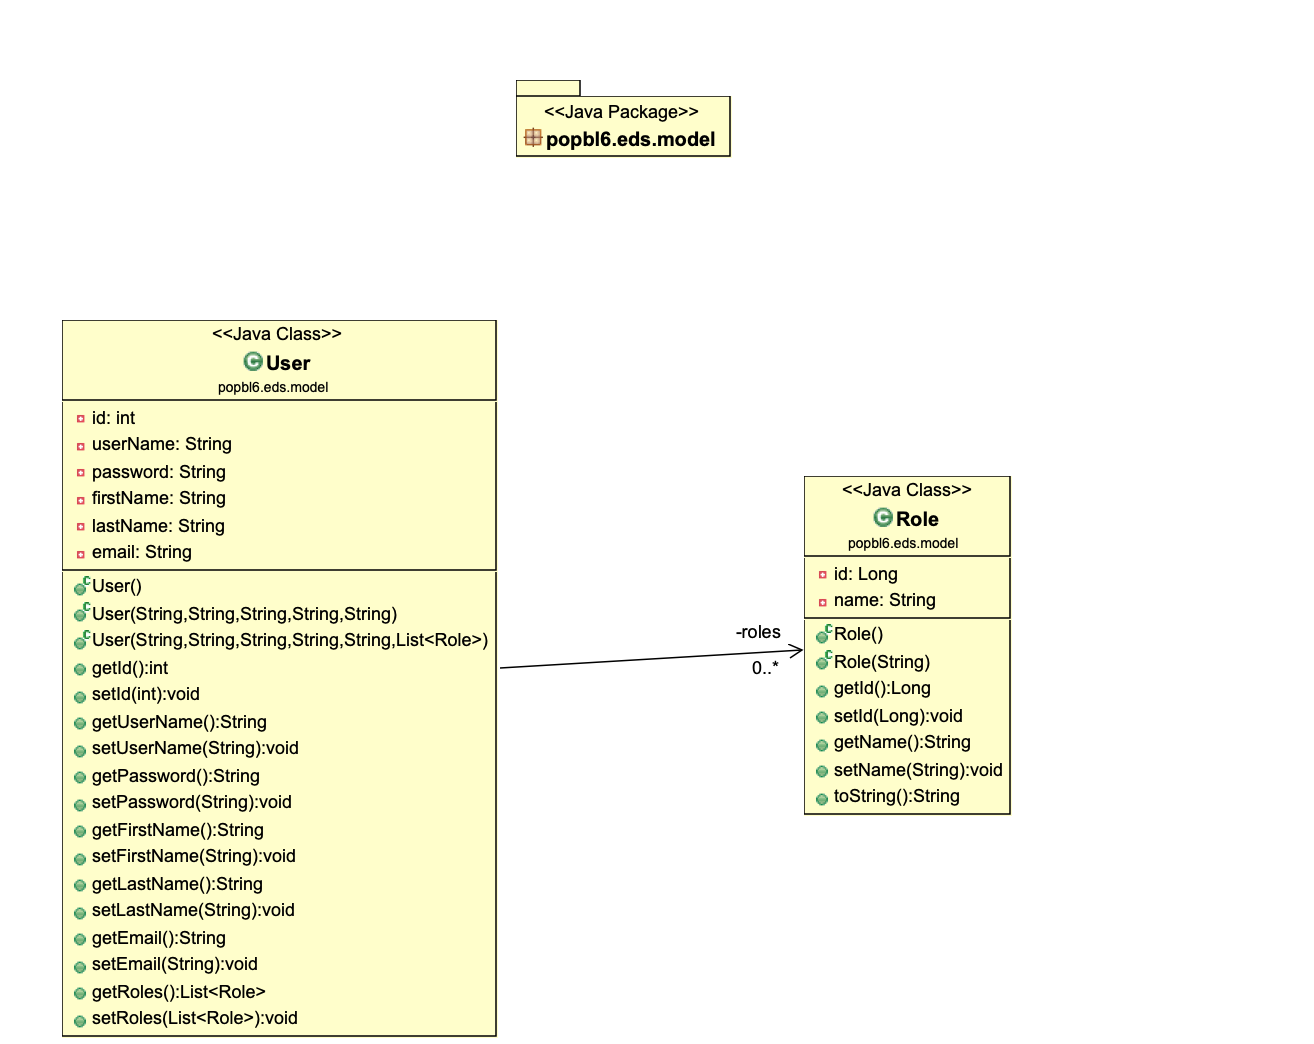 <<Java Package>>
popbl6.eds.model
<<Java Class>>
User
popbl6.eds.model
id: int
userName: String
password: String
firstName: String
lastName: String
email: String
User()
User(String,String,String,String,String)
User(String,String,String,String,String,List<Role>)
getId():int
setId(int):void
getUserName():String
setUserName(String):void
getPassword():String
setPassword(String):void
getFirstName():String
setFirstName(String):void
getLastName():String
setLastName(String):void
getEmail():String
setEmail(String):void
getRoles():List<Role>
setRoles(List<Role>):void
-roles
0..*
<<Java Class>>
Role
popbl6.eds.model
id: Long
name: String
Role()
Role(String)
getId():Long
setId(Long):void
getName():String
setName(String):void
toString():String